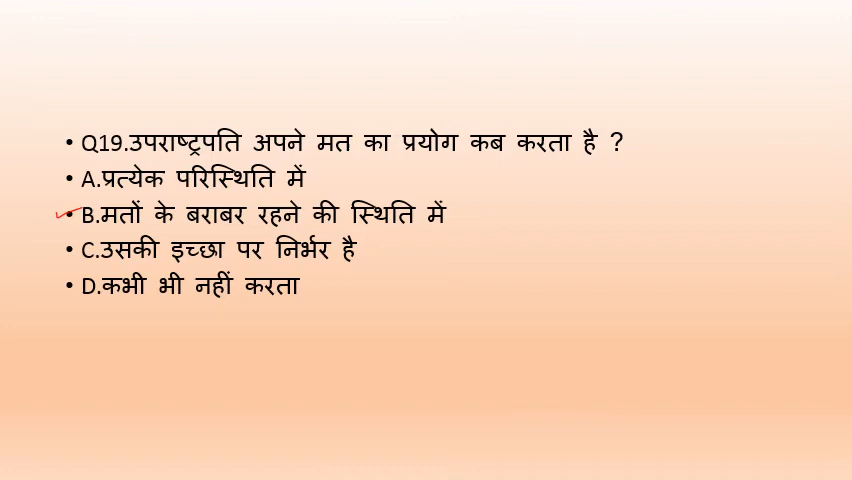 • Q19.उपराष्ट्रपति अपने मत का प्रयोग कब करता है ?
• A.प्रत्येक परिस्थिति में
• B.मतों के बराबर रहने की स्थिति में
• C.उसकी इच्छा पर निर्भर है
• D.कभी भी नहीं करता